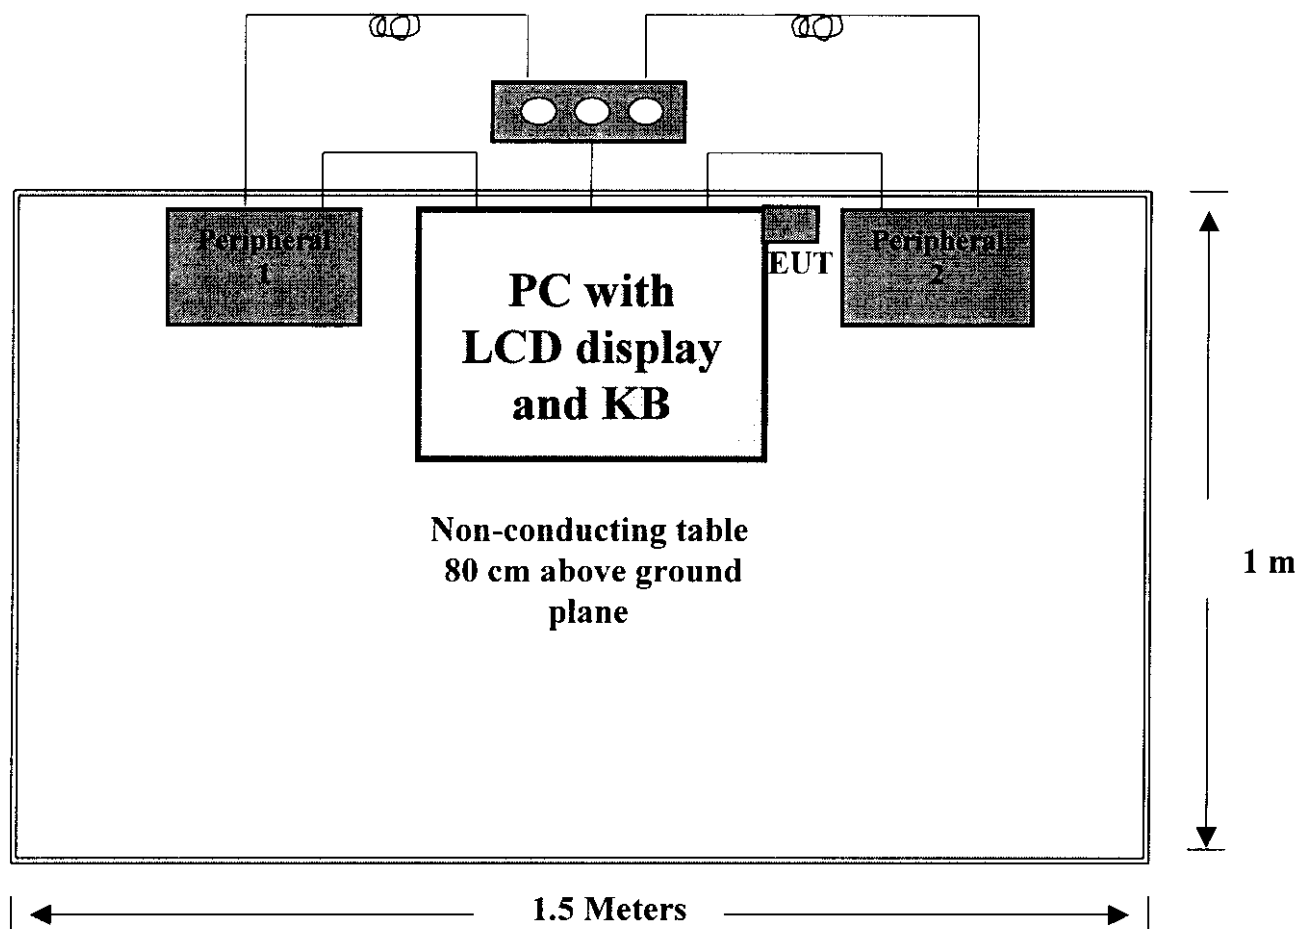 Peripheral
1
EUT
Peripheral
2
PC with
LCD display
and KB
Non-conducting table
80 cm above ground
plane
1 m
1.5 Meters